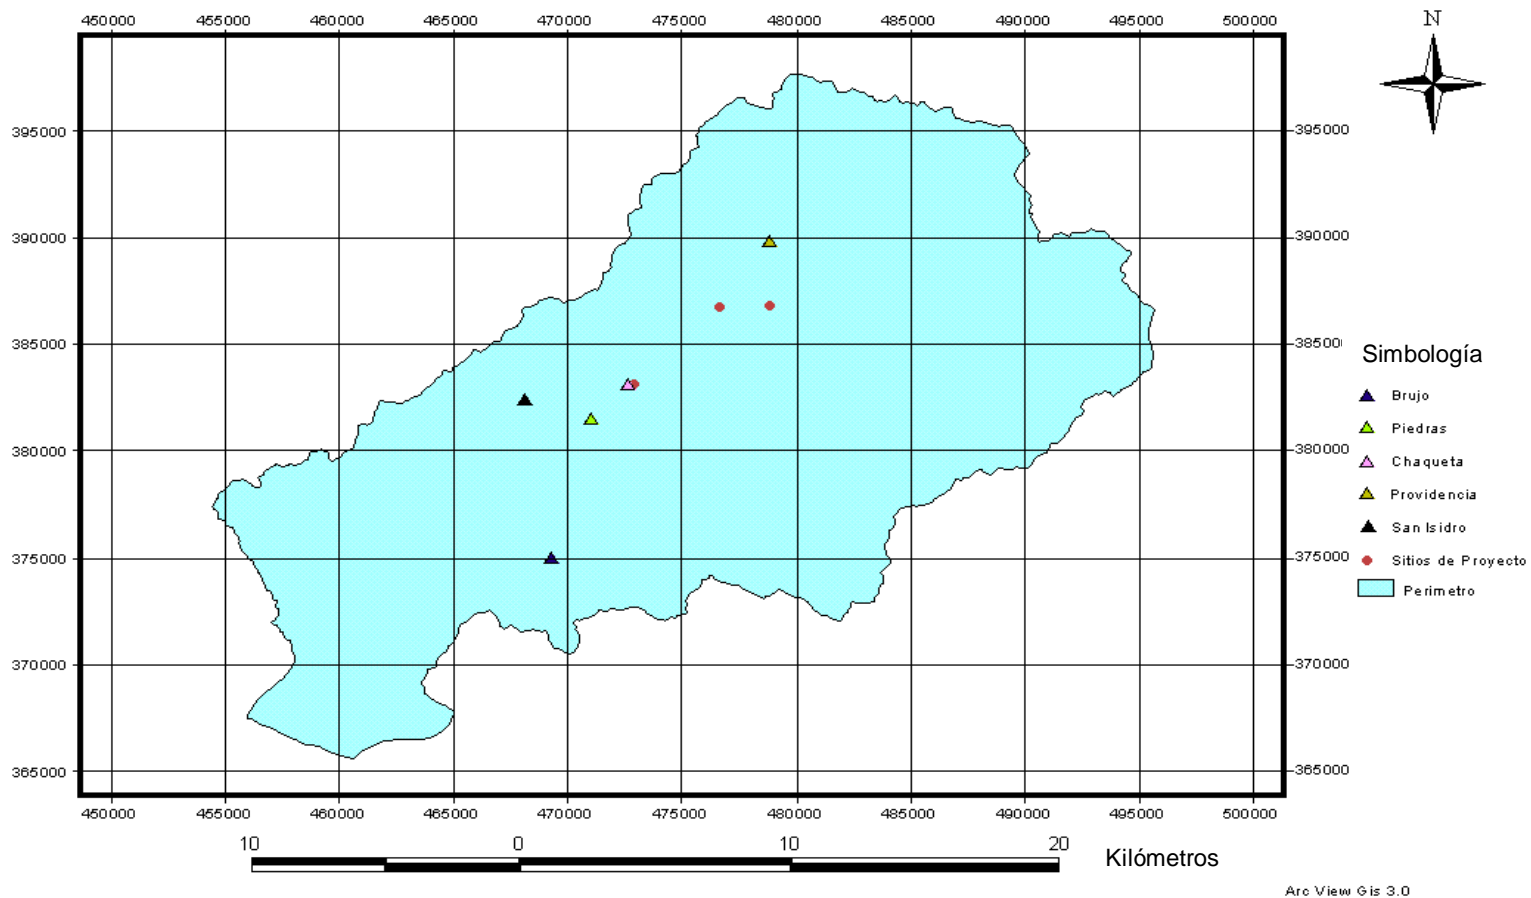 450000 455000 460000 465000 470000 475000 480000 485000 490000 495000 500000
N
395000 395000
390000 390000
385000 385000
380000 380000
375000 375000
370000 370000
365000 365000
Simbología
Brujo
Piedras
Chaqueta
Providencia
San Isidro
Sitios de Proyecto
Perimetro
450000 455000 460000 465000 470000 475000 480000 485000 490000 495000 500000
10 0 10 20
Kilómetros
Arc View Gis 3.0